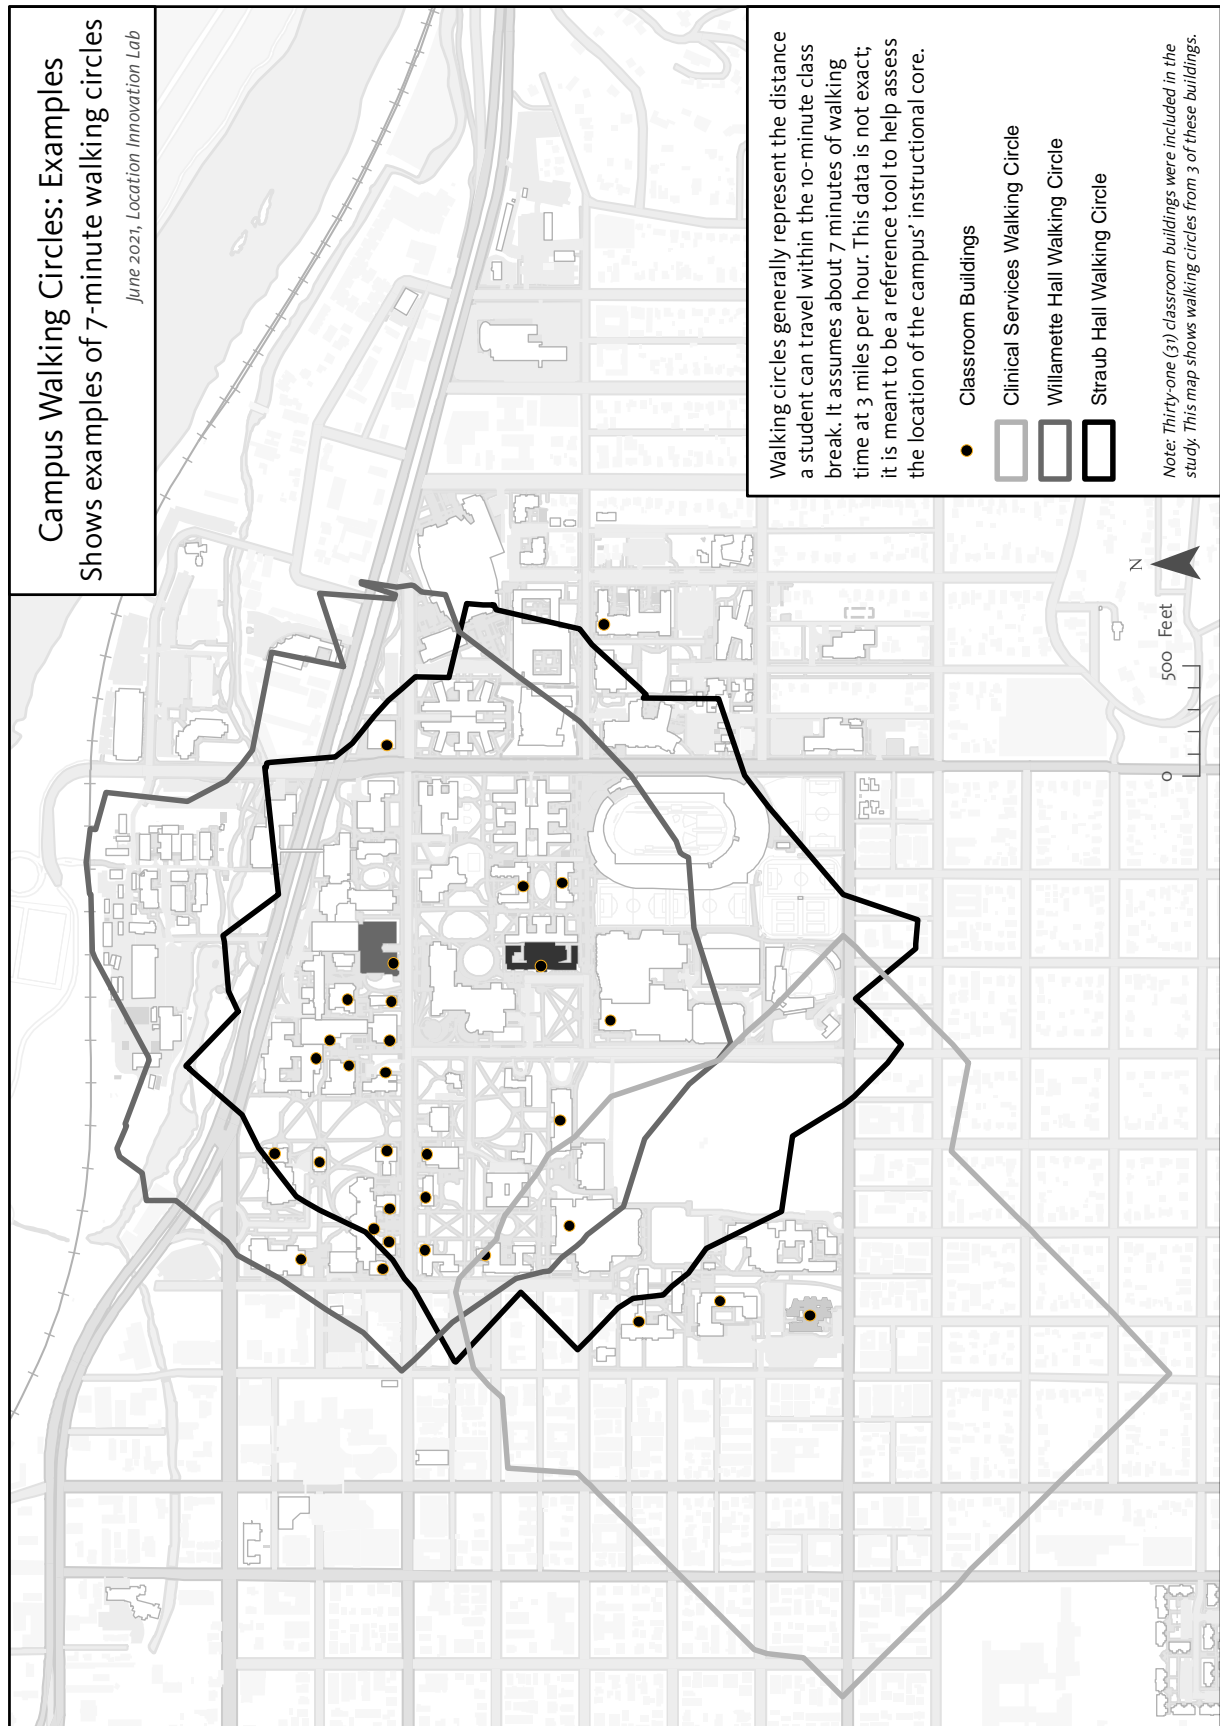 Campus Walking Circles: Examples
Shows examples of 7-minute walking circles
June 2021, Location Innovation Lab
Walking circles generally represent the distance
a student can travel within the 10-minute class
break. It assumes about 7 minutes of walking
time at 3 miles per hour. This data is not exact;
it is meant to be a reference tool to help assess
the location of the campus' instructional core.
Classroom Buildings
Clinical Services Walking Circle
Willamette Hall Walking Circle
Straub Hall Walking Circle
Note: Thirty-one (31) classroom buildings were included in the
study. This map shows walking circles from 3 of these buildings.
N
0 500 Feet